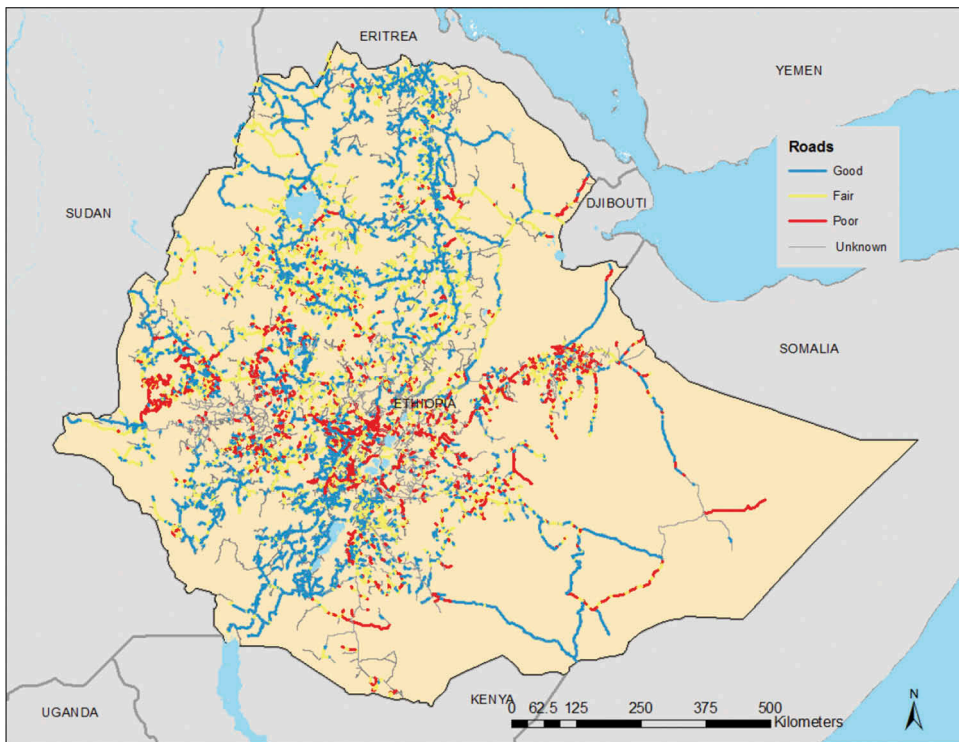 ERITREA
YEMEN
Roads
Good
Fair
Poor
Unknown
SUDAN
DJIBOUTI
SOMALIA
ETHIOPIA
KENYA
UGANDA
0 62.5 125 250 375 500
Kilometers
N